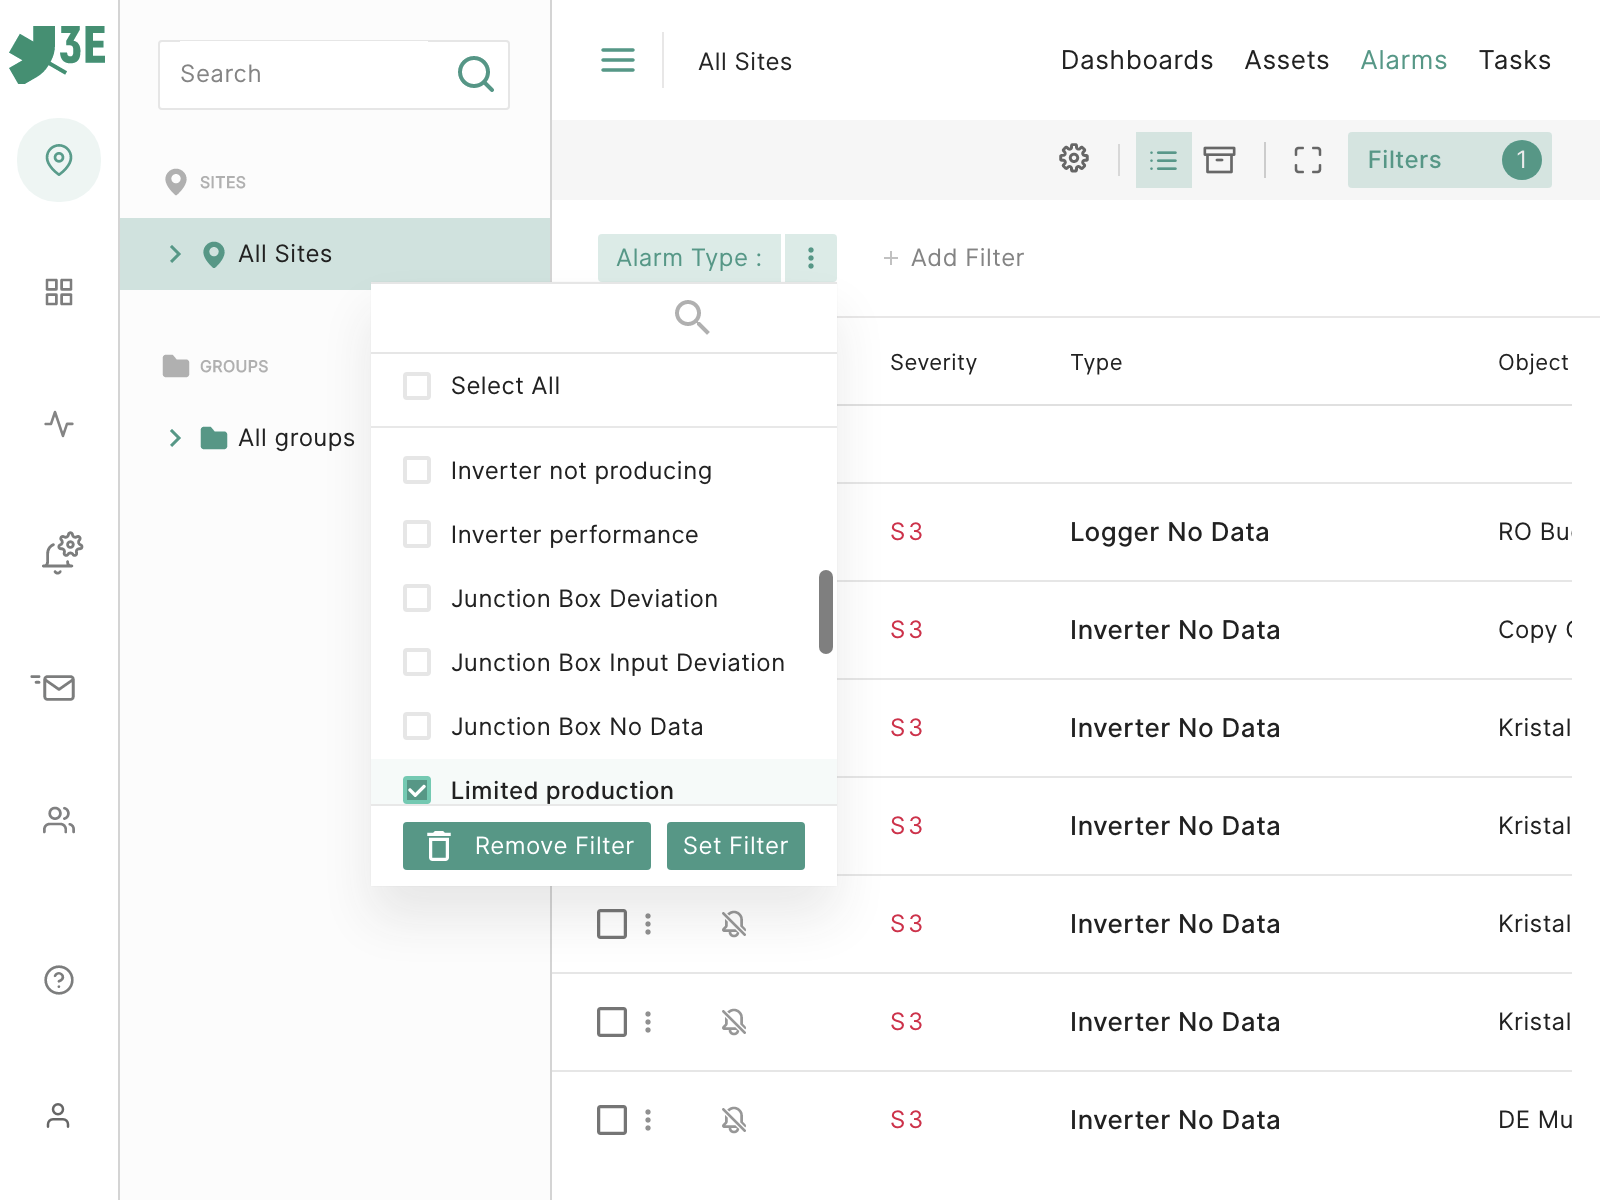 3E
Search
All Sites
Dashboards
Assets
Alarms
Tasks
Filters
1
SITES
All Sites
Alarm Type :
+ Add Filter
GROUPS
All groups
Select All
Inverter not producing
Inverter performance
Junction Box Deviation
Junction Box Input Deviation
Junction Box No Data
Limited production
Remove Filter
Set Filter
Severity
Type
Object
S3
Logger No Data
RO Bu
S3
Inverter No Data
Copy
S3
Inverter No Data
Kristal
S3
Inverter No Data
Kristal
S3
Inverter No Data
Kristal
S3
Inverter No Data
Kristal
S3
Inverter No Data
DE Mu